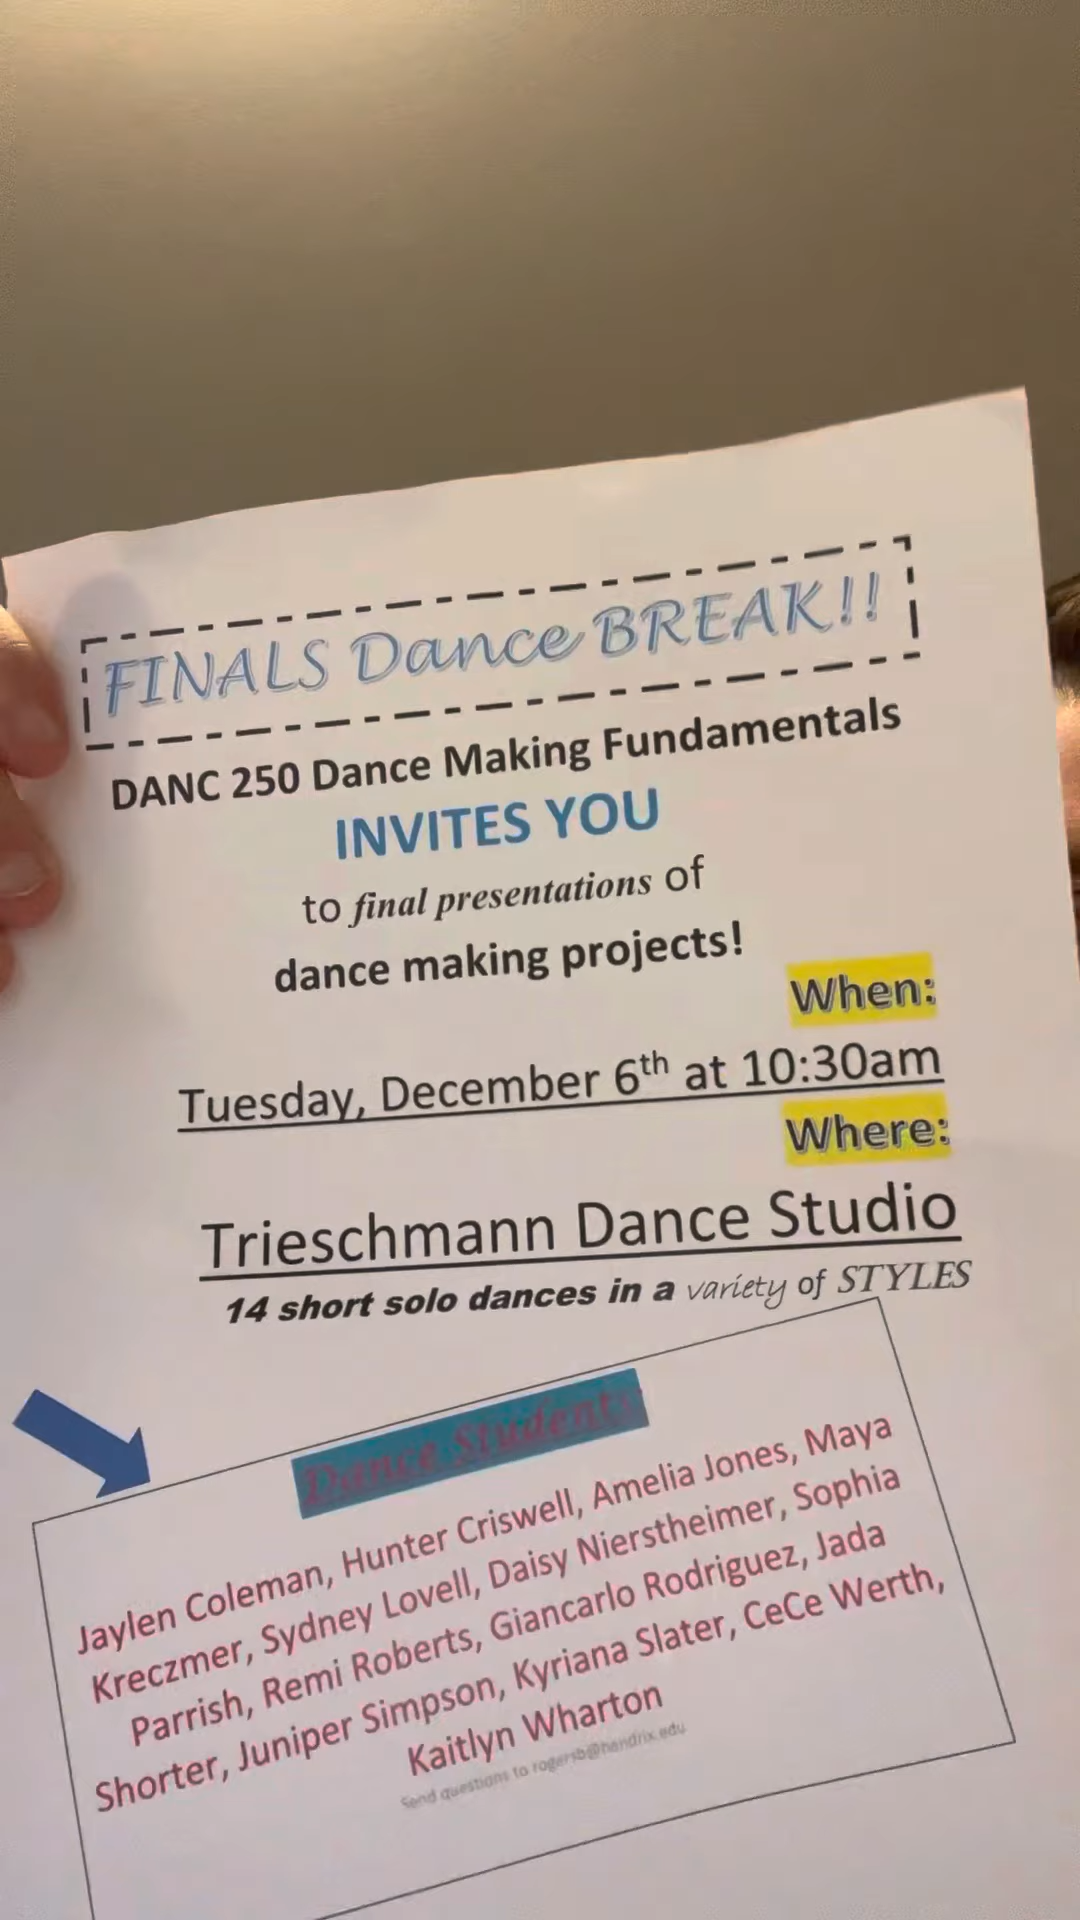 FINALS Dance BREAK!!
DANC 250 Dance Making Fundamentals
INVITES YOU
to final presentations of
dance making projects!
When:
Tuesday, December 6th at 10:30am
Where:
Trieschmann Dance Studio
14 short solo dances in a variety of STYLES
Dance Students:
Jaylen Coleman, Hunter Criswell, Amelia Jones, Maya
Kreczmer, Sydney Lovell, Daisy Nierstheimer, Sophia
Parrish, Remi Roberts, Giancarlo Rodriguez, Jada
Shorter, Juniper Simpson, Kyriana Slater, CeCe Werth,
Kaitlyn Wharton
Send questions to rogersb@hendrix.edu